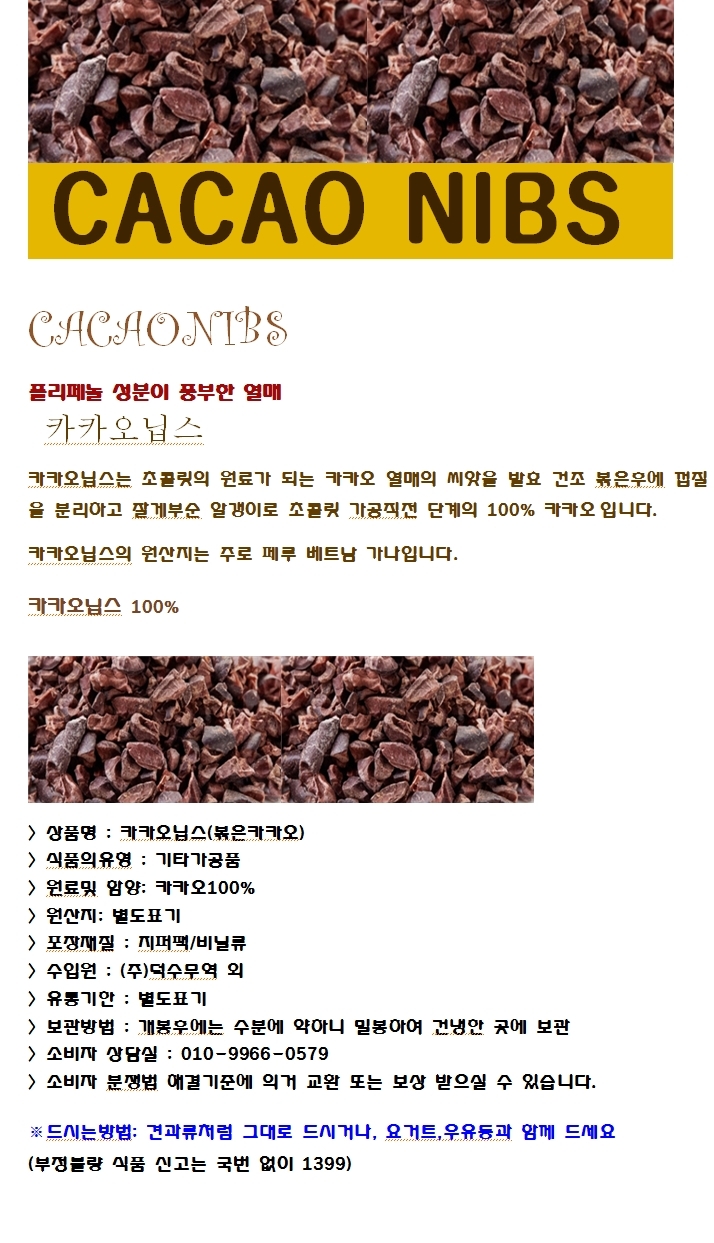 CACAO NIBS
CACAONIBS
플리페놀 성분이 풍부한 열매
카카오닙스
카카오닙스는 초콜릿의 원료가 되는 카카오 열매의 씨앗을 발효 건조 볶은후에 껍질
을 분리하고 잘게부순 알갱이로 초콜릿 가공직전 단계의 100% 카카오 입니다.
카카오닙스의 원산지는 주로 페루 베트남 가나입니다.
카카오닙스 100%
> 상품명 : 카카오닙스(볶은카카오)
> 식품의유영 : 기타가공품
> 원료및 함양: 카카오100%
> 원산지: 별도표기
> 포장재질 : 지퍼팩/비닐류
> 수입원 : (주)덕수무역 외
> 유통기한 : 별도표기
> 보관방법 : 개봉후에는 수분에 약하니 밀봉하여 건냉한 곳에 보관
> 소비자 상담실 : 010-9966-0579
> 소비자 분쟁법 해결기준에 의거 교환 또는 보상 받으실 수 있습니다.
※드시는방법: 견과류처럼 그대로 드시거나, 요거트,우유등과 함께 드세요
(부정불량 식품 신고는 국번 없이 1399)